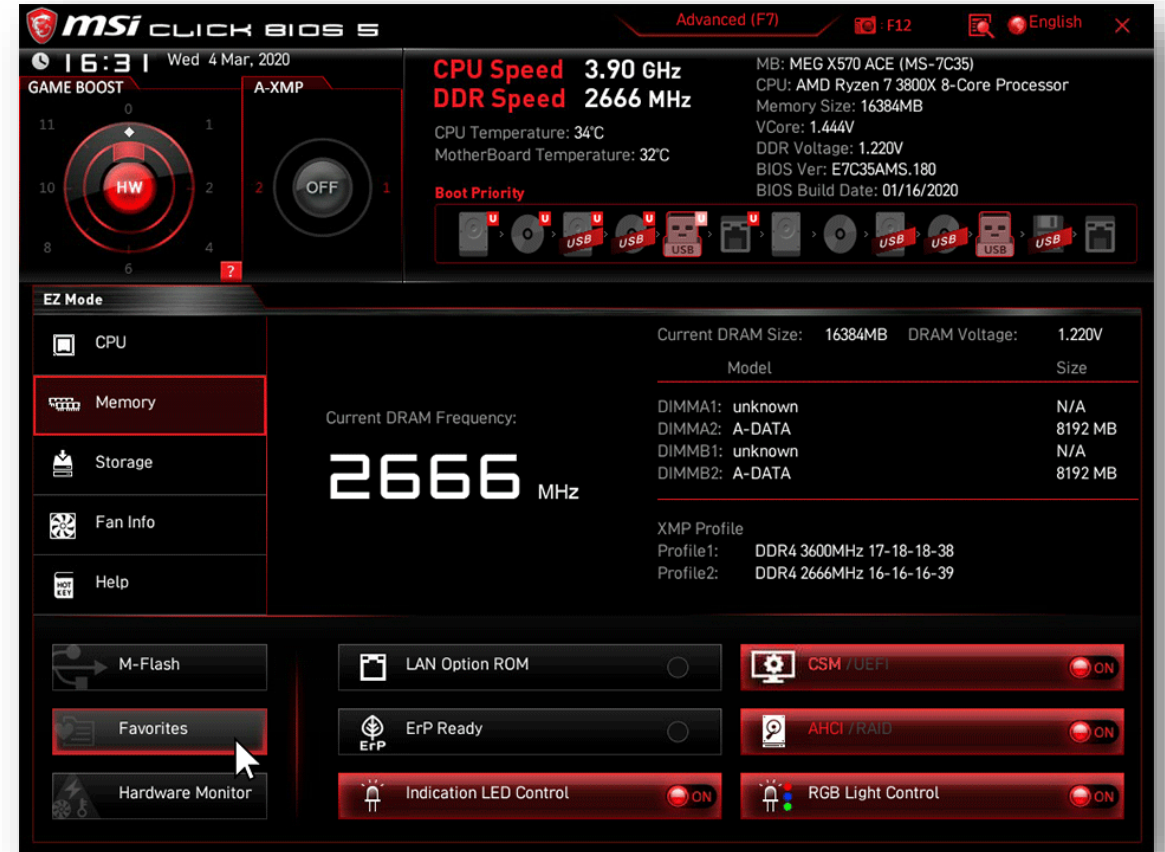 msi CLICK BIOS 5
Advanced (F7)
: F12
English
16:31 Wed 4 Mar, 2020
GAME BOOST
A-XMP
0
11 1
10 HW 2
8 4
6
?
2 OFF 1
CPU Speed 3.90 GHz
DDR Speed 2666 MHz
CPU Temperature: 34°C
MotherBoard Temperature: 32°C
MB: MEG X570 ACE (MS-7C35)
CPU: AMD Ryzen 7 3800X 8-Core Processor
Memory Size: 16384MB
VCore: 1.444V
DDR Voltage: 1.220V
BIOS Ver: E7C35AMS.180
BIOS Build Date: 01/16/2020
Boot Priority
U U U U U U
USB USB USB USB USB USB USB
EZ Mode
CPU
Memory
Storage
Fan Info
HOT KEY Help
Current DRAM Frequency:
2666 MHz
Current DRAM Size: 16384MB DRAM Voltage: 1.220V
Model Size
DIMMA1: unknown N/A
DIMMA2: A-DATA 8192 MB
DIMMB1: unknown N/A
DIMMB2: A-DATA 8192 MB
XMP Profile
Profile1: DDR4 3600MHz 17-18-18-38
Profile2: DDR4 2666MHz 16-16-16-39
M-Flash
Favorites
Hardware Monitor
LAN Option ROM
ErP ErP Ready
Indication LED Control ON
CSM /UEFI ON
AHCI /RAID ON
RGB Light Control ON